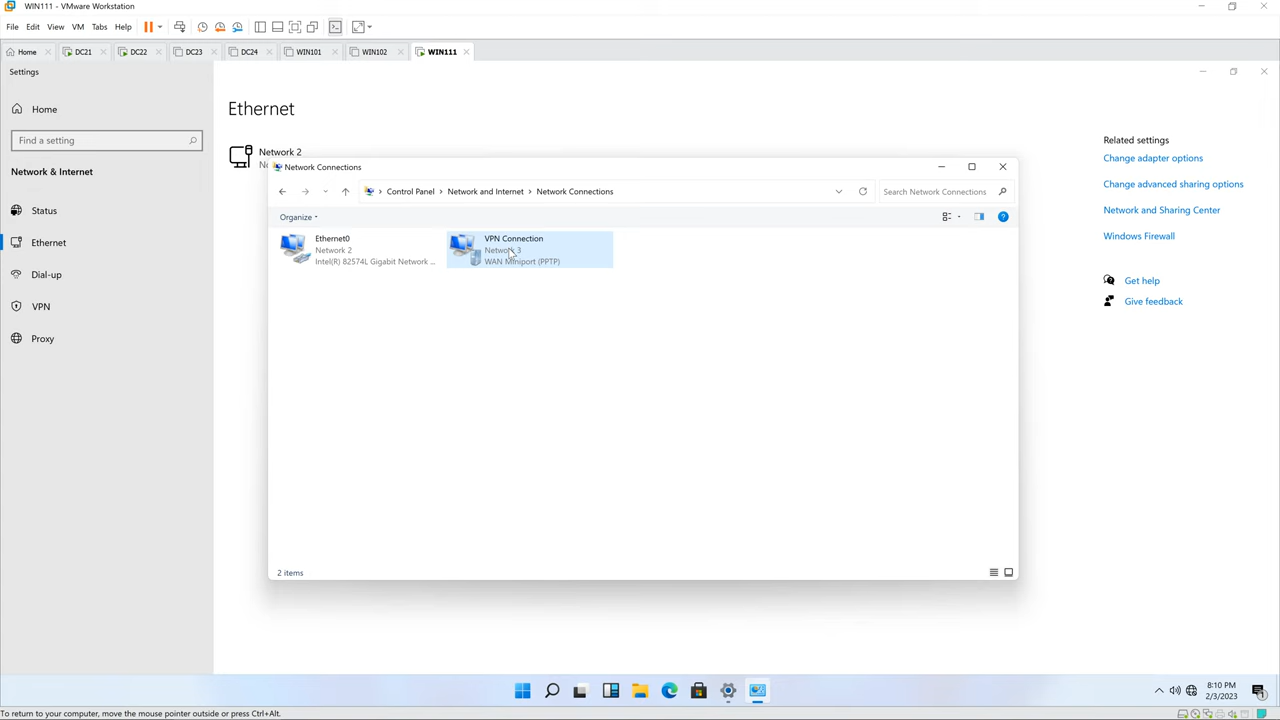 WIN111 - VMware Workstation
File Edit View VM Tabs Help
Home DC21 DC22 DC23 DC24 WIN101 WIN102 WIN111
Settings
Home
Find a setting
Network & Internet
Status
Ethernet
Dial-up
VPN
Proxy
Ethernet
Network 2
Network Connections
Control Panel Network and Internet Network Connections
Search Network Connections
Organize
Ethernet0
Network 2
Intel(R) 82574L Gigabit Network ...
VPN Connection
Network 3
WAN Miniport (PPTP)
2 items
Related settings
Change adapter options
Change advanced sharing options
Network and Sharing Center
Windows Firewall
Get help
Give feedback
8:10 PM
2/3/2023
To return to your computer, move the mouse pointer outside or press Ctrl+Alt.